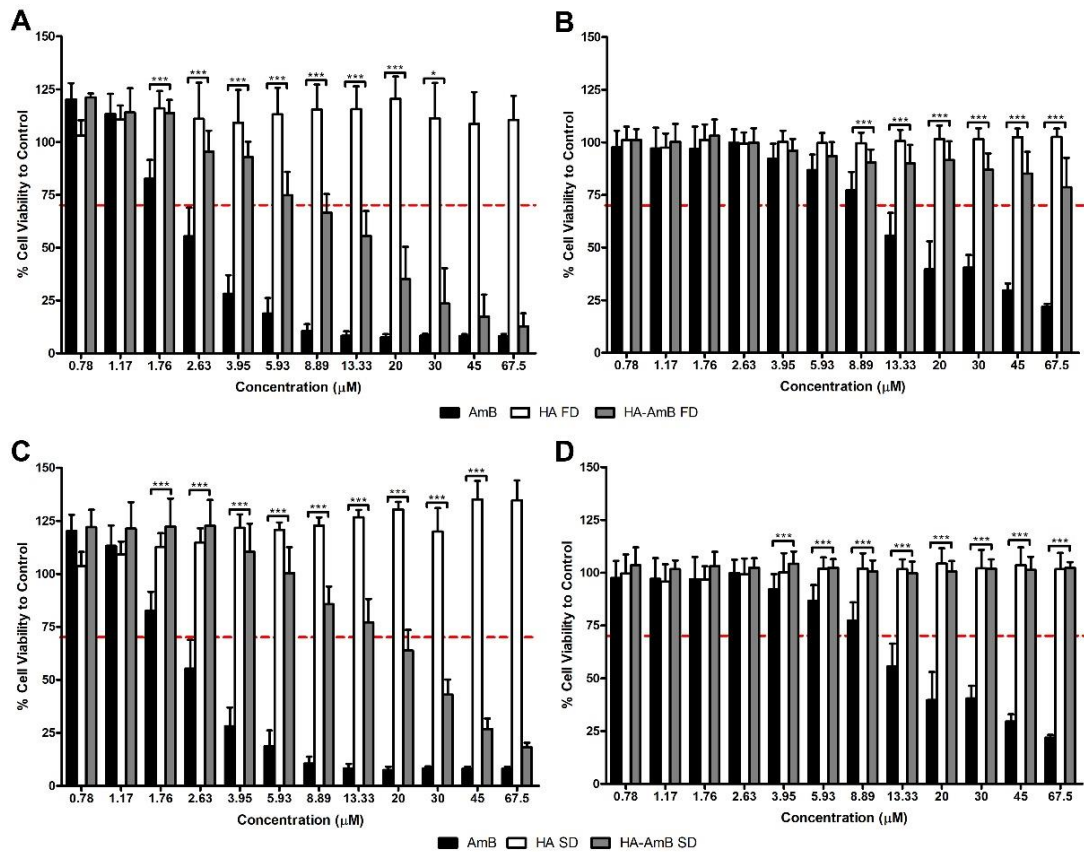 A
B
150
125
100
75
50
25
0
% Cell Viability to Control
*** *** *** *** *** *** *** *
0.78 1.17 1.76 2.63 3.95 5.93 8.89 13.33 20 30 45 67.5
Concentration (μM)
150
125
100
75
50
25
0
% Cell Viability to Control
*** *** *** *** *** ***
0.78 1.17 1.76 2.63 3.95 5.93 8.89 13.33 20 30 45 67.5
Concentration (μM)
AmB HA FD HA-AmB FD
C
D
150
125
100
75
50
25
0
% Cell Viability to Control
*** *** *** *** *** *** *** *** ***
0.78 1.17 1.76 2.63 3.95 5.93 8.89 13.33 20 30 45 67.5
Concentration (μM)
150
125
100
75
50
25
0
% Cell Viability to Control
*** *** *** *** *** *** *** ***
0.78 1.17 1.76 2.63 3.95 5.93 8.89 13.33 20 30 45 67.5
Concentration (μM)
AmB HA SD HA-AmB SD